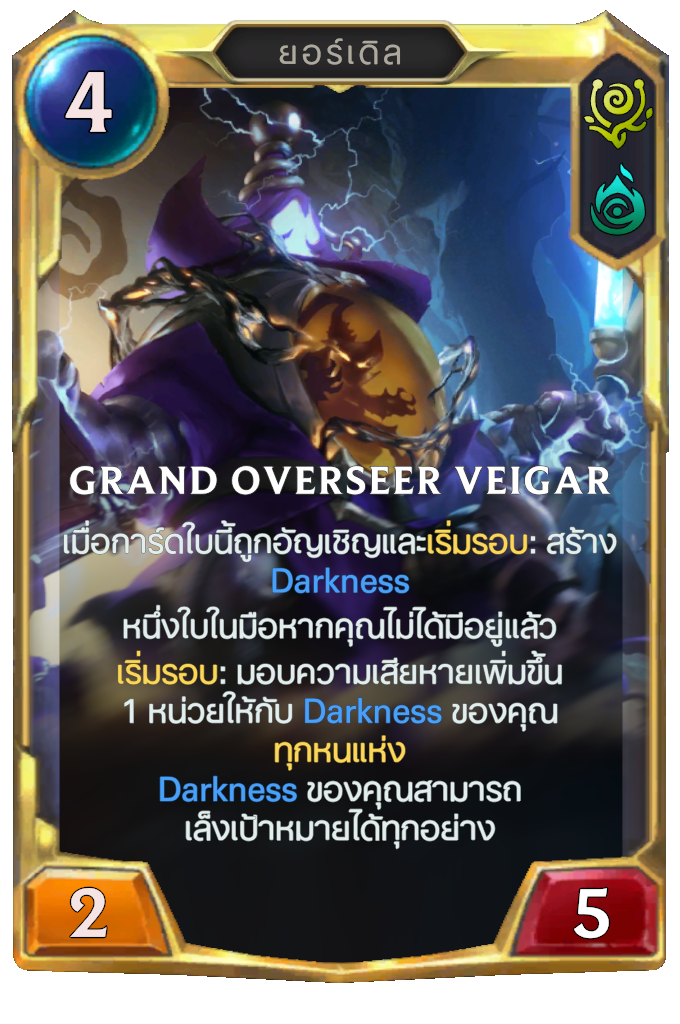 ยอร์เดิล
4
GRAND OVERSEER VEIGAR
เมื่อการ์ดใบนี้ถูกอัญเชิญและเริ่มรอบ: สร้าง
Darkness
หนึ่งใบในมือหากคุณไม่ได้มีอยู่แล้ว
เริ่มรอบ: มอบความเสียหายเพิ่มขึ้น
1 หน่วยให้กับ Darkness ของคุณ
ทุกหนแห่ง
Darkness ของคุณสามารถ
เล็งเป้าหมายได้ทุกอย่าง
2
5